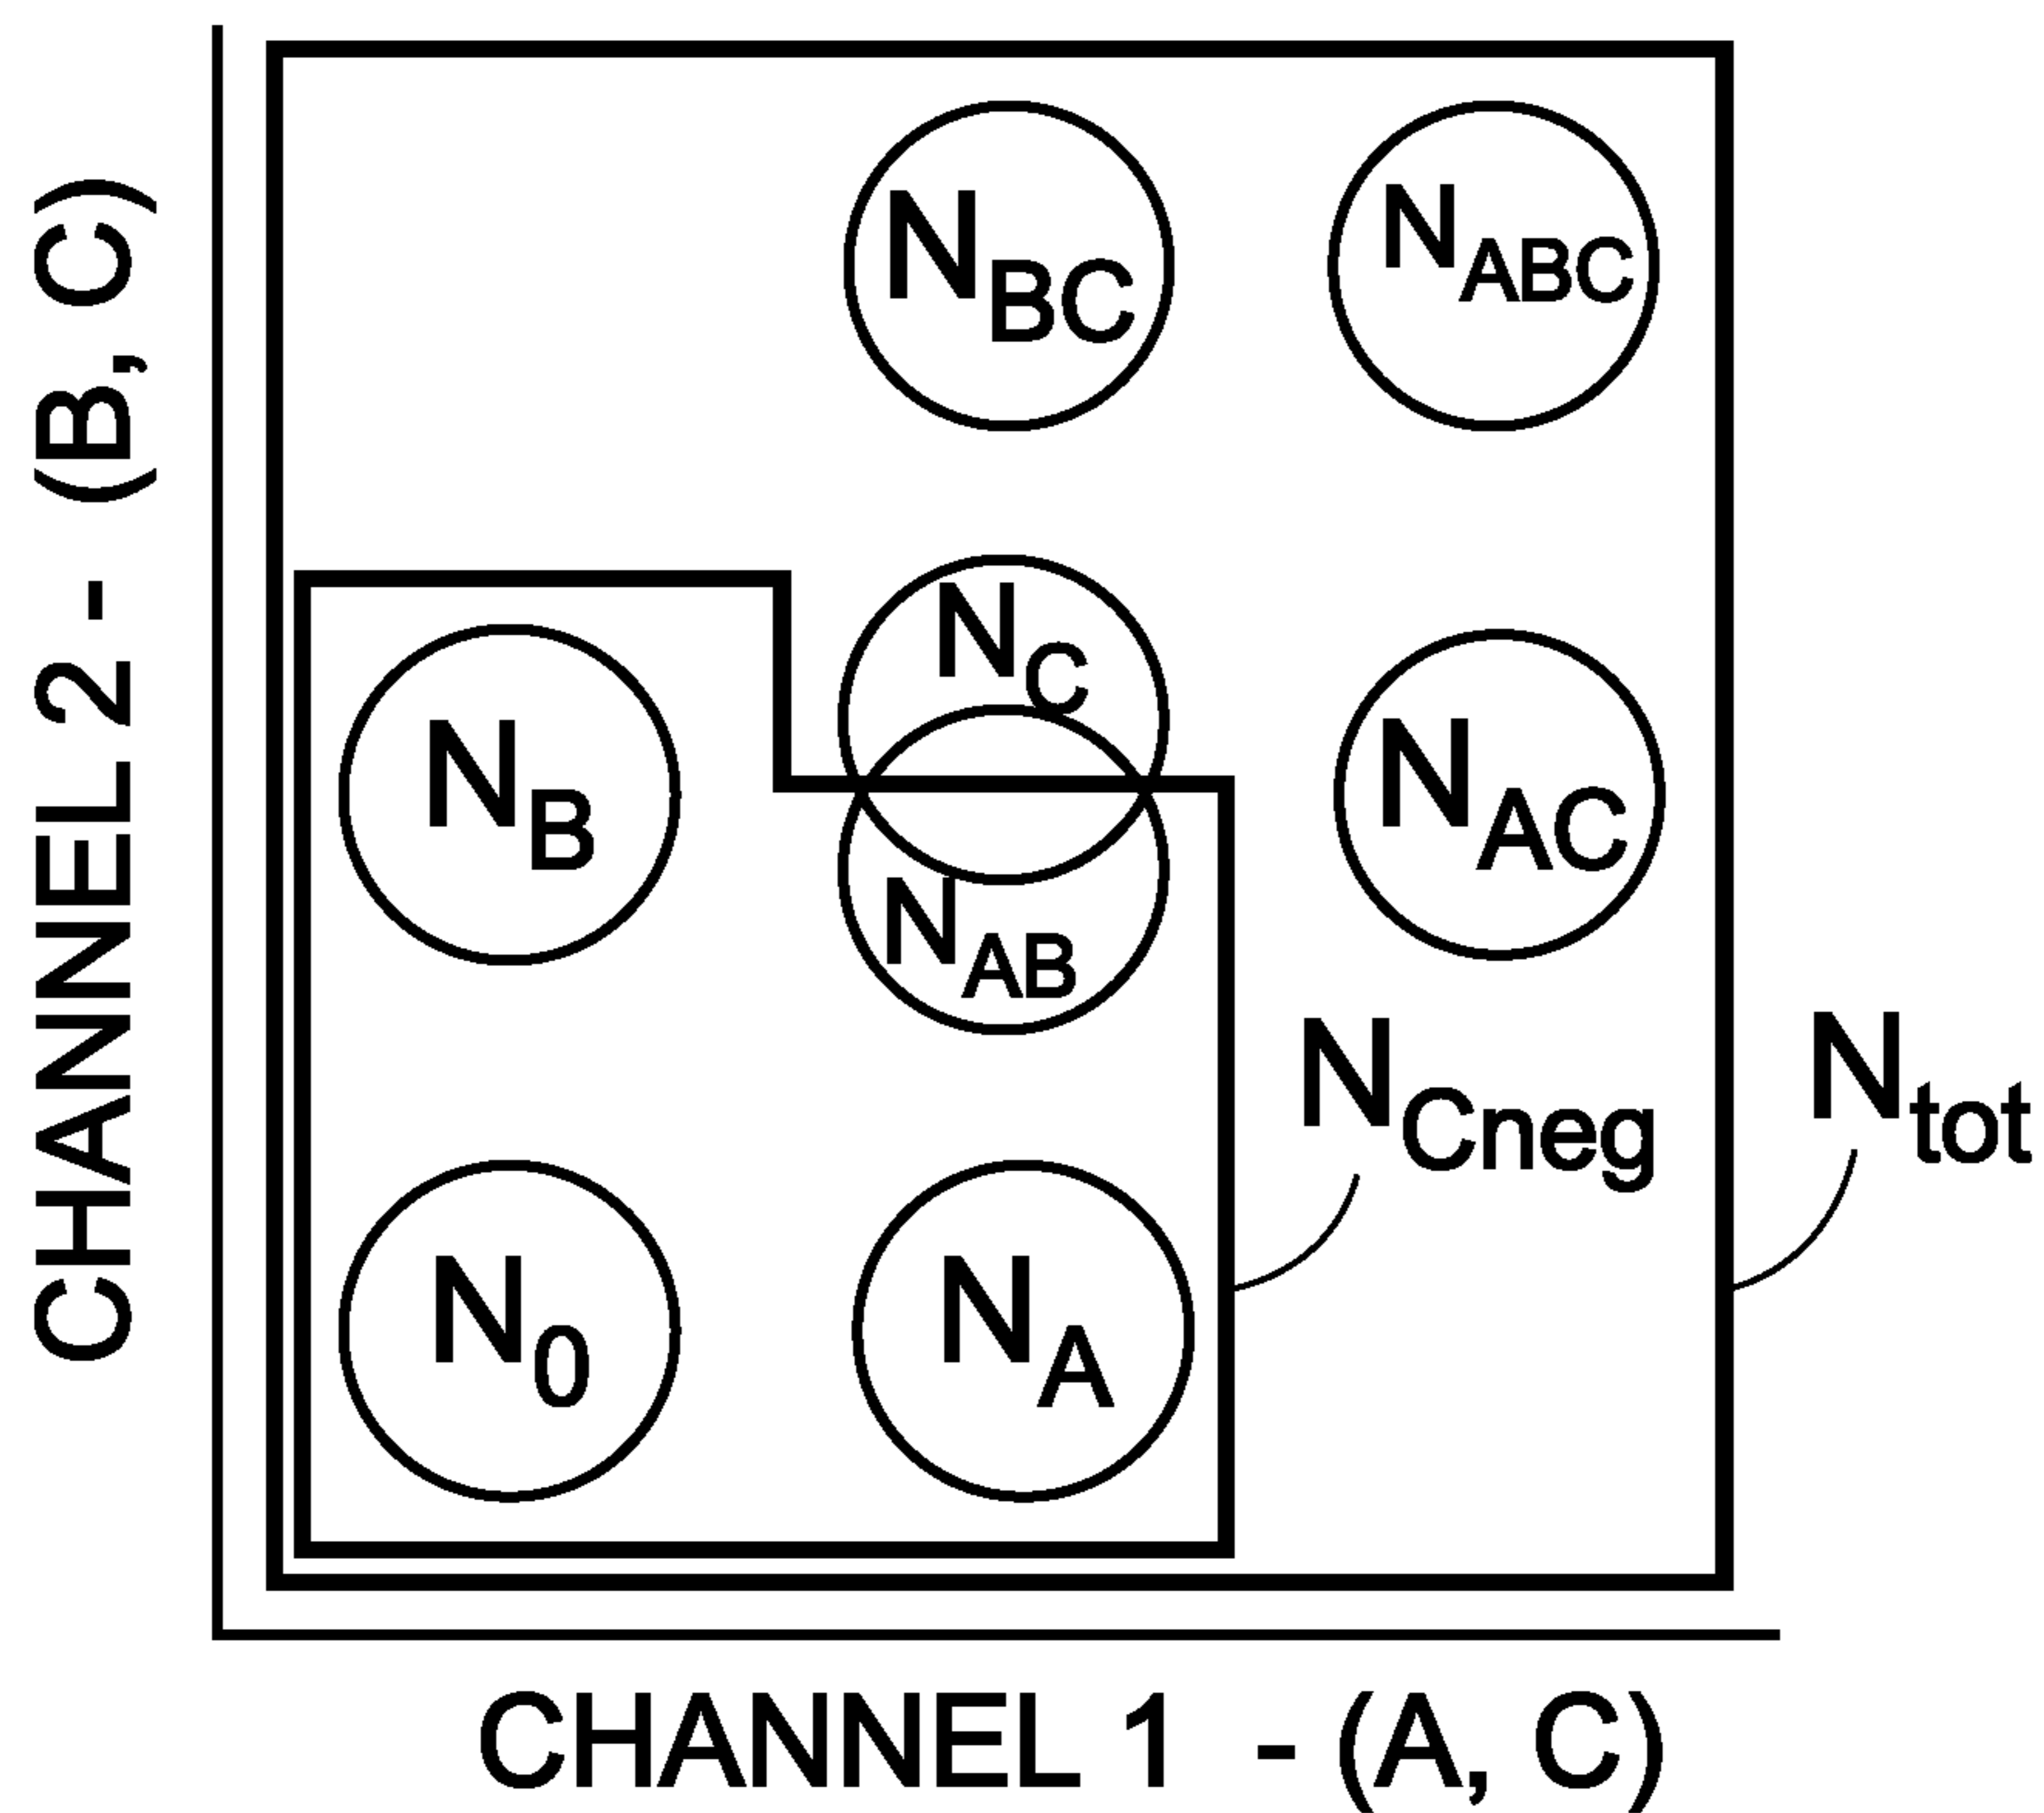 CHANNEL 2 - (B, C)
N_BC
N_ABC
N_C
N_B
N_AC
N_AB
N_Cneg
N_tot
N_0
N_A
CHANNEL 1 - (A, C)